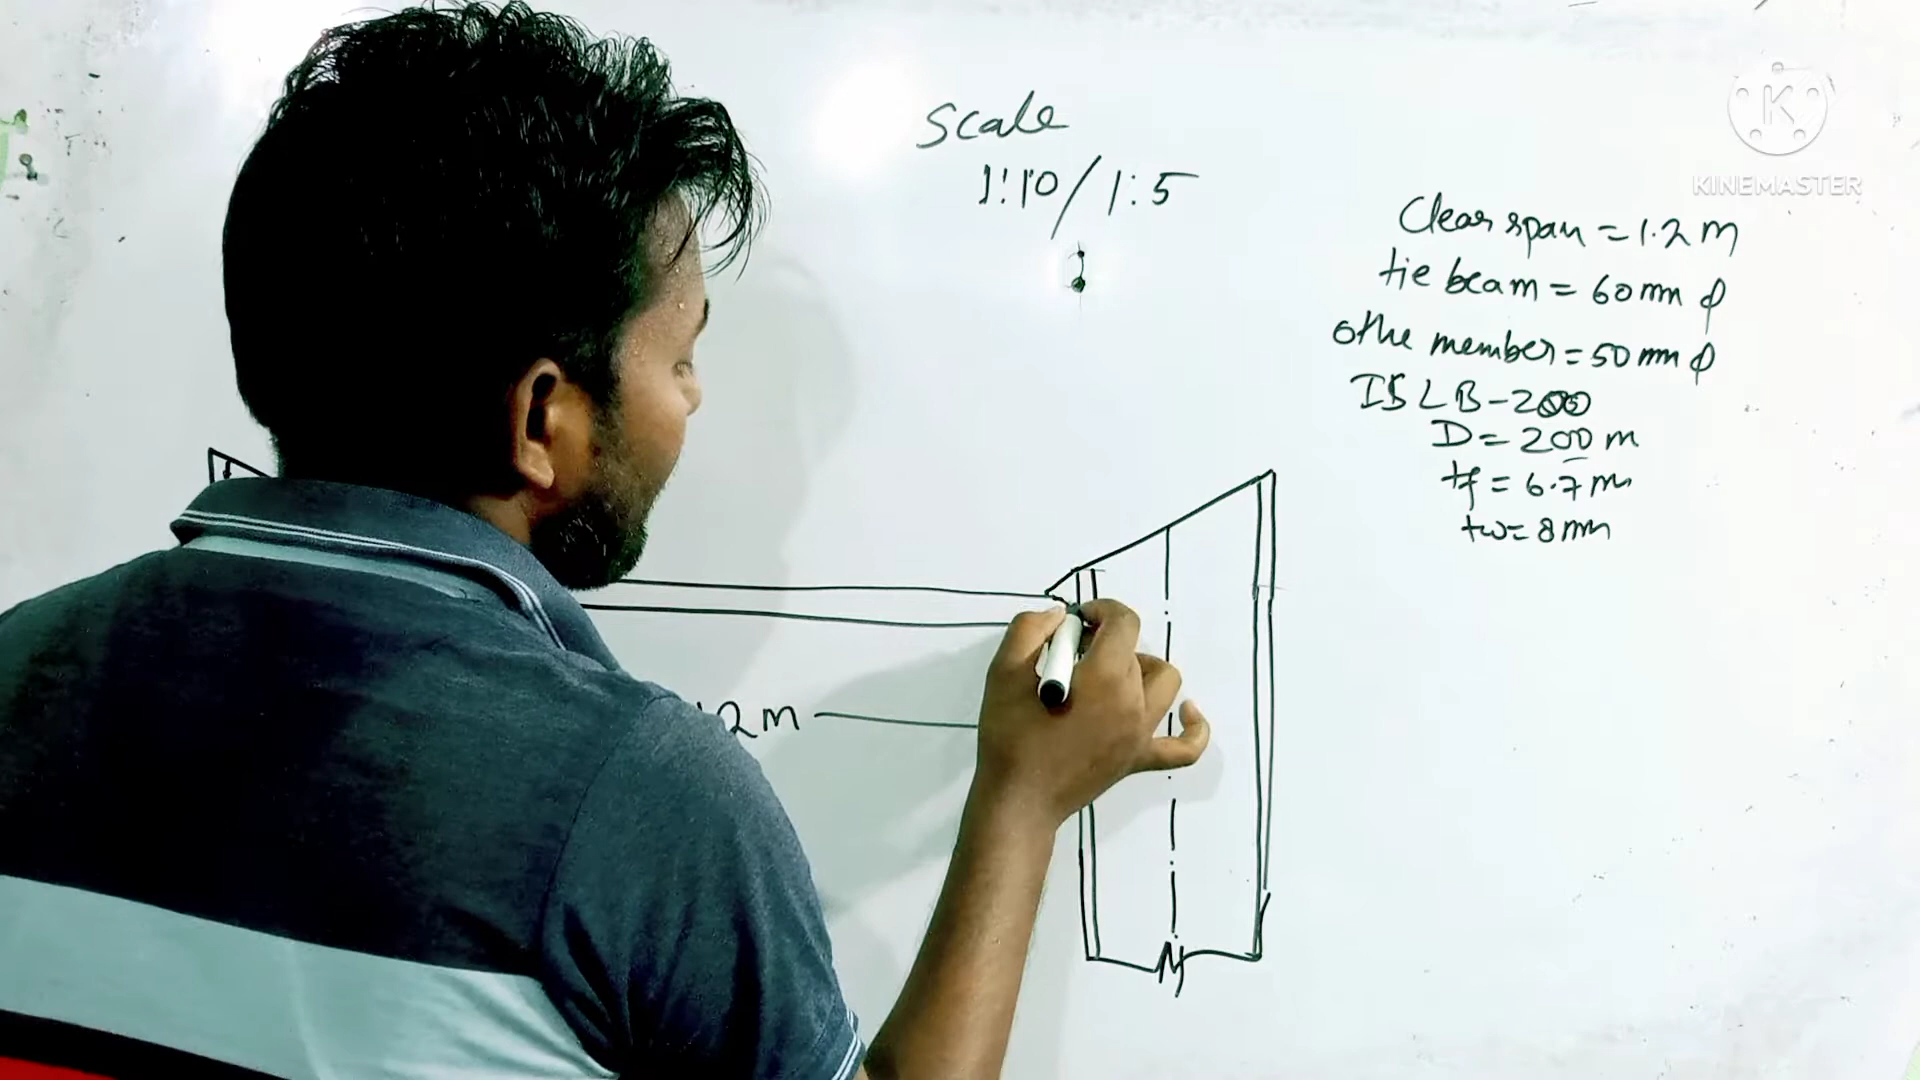 Scale
1:10/1:5
KINEMASTER
Clear span = 1.2 m
tie beam = 60 mm ϕ
othe member = 50 mm ϕ
ISLB-200
D = 200 m
tf = 6.7 m
tw = 8 mm
2m